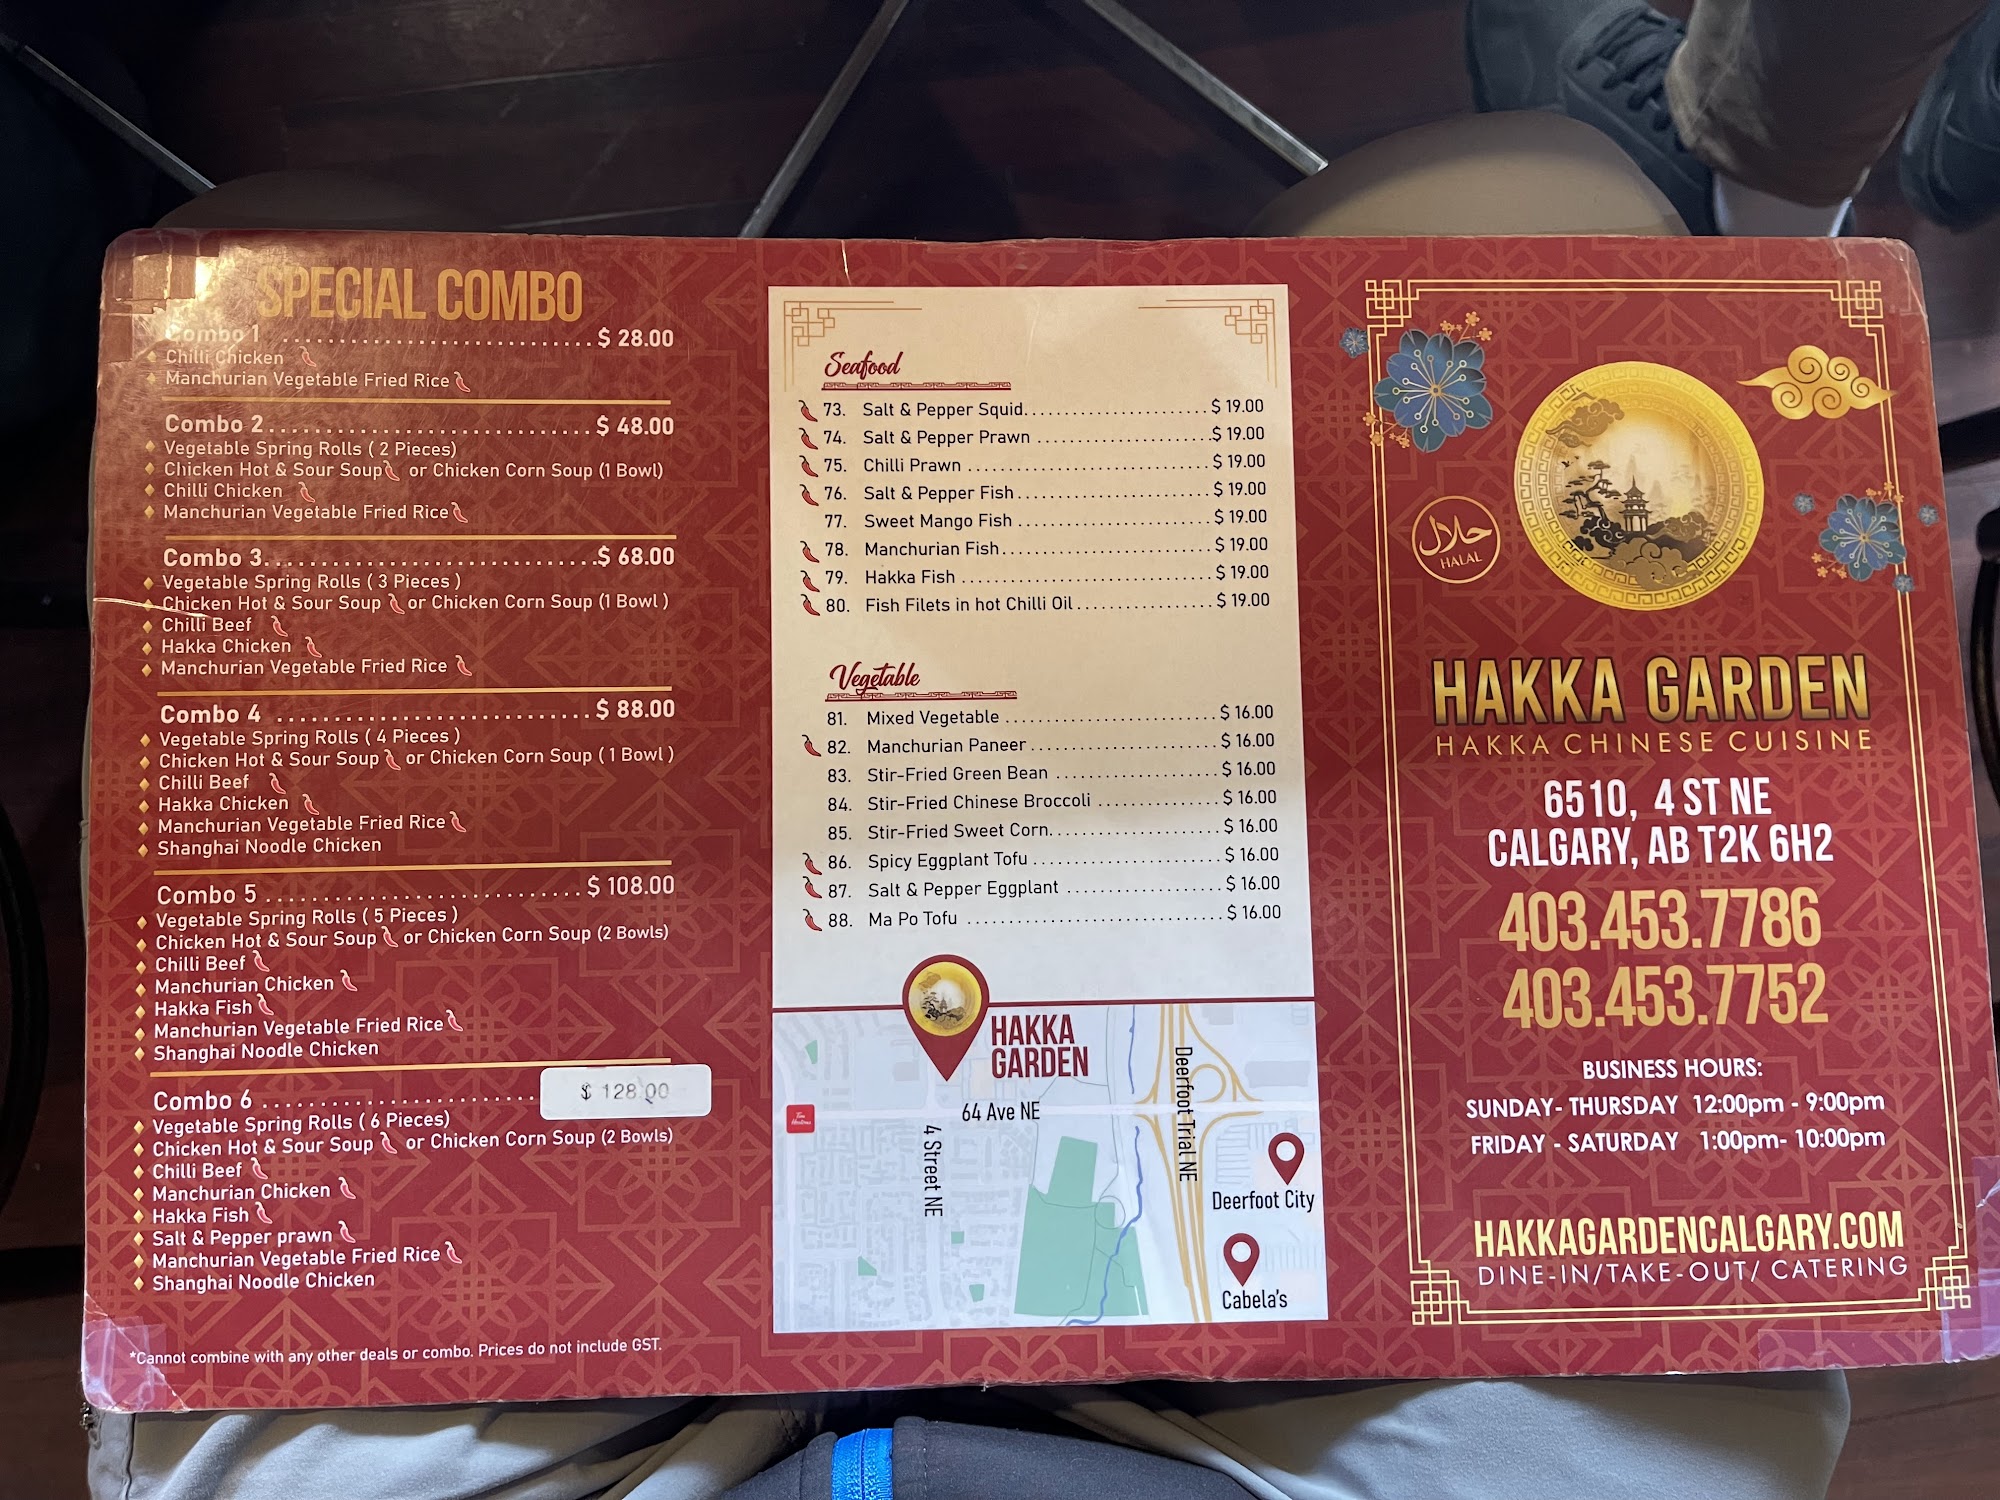 SPECIAL COMBO
Combo 1 ................................ $ 28.00
Chilli Chicken
Manchurian Vegetable Fried Rice
Combo 2................................ $ 48.00
Vegetable Spring Rolls ( 2 Pieces)
Chicken Hot & Sour Soup or Chicken Corn Soup (1 Bowl)
Chilli Chicken
Manchurian Vegetable Fried Rice
Combo 3................................$ 68.00
Vegetable Spring Rolls ( 3 Pieces )
Chicken Hot & Sour Soup or Chicken Corn Soup (1 Bowl )
Chilli Beef
Hakka Chicken
Manchurian Vegetable Fried Rice
Combo 4 ............................... $ 88.00
Vegetable Spring Rolls ( 4 Pieces )
Chicken Hot & Sour Soup or Chicken Corn Soup ( 1 Bowl )
Chilli Beef
Hakka Chicken
Manchurian Vegetable Fried Rice
Shanghai Noodle Chicken
Combo 5 ............................... $ 108.00
Vegetable Spring Rolls ( 5 Pieces )
Chicken Hot & Sour Soup or Chicken Corn Soup (2 Bowls)
Chilli Beef
Manchurian Chicken
Hakka Fish
Manchurian Vegetable Fried Rice
Shanghai Noodle Chicken
Combo 6 ........................... $ 128.00
Vegetable Spring Rolls ( 6 Pieces)
Chicken Hot & Sour Soup or Chicken Corn Soup (2 Bowls)
Chilli Beef
Manchurian Chicken
Hakka Fish
Salt & Pepper prawn
Manchurian Vegetable Fried Rice
Shanghai Noodle Chicken
*Cannot combine with any other deals or combo. Prices do not include GST.
Seafood
73. Salt & Pepper Squid...................... $ 19.00
74. Salt & Pepper Prawn .....................$ 19.00
75. Chilli Prawn ............................. $ 19.00
76. Salt & Pepper Fish....................... $ 19.00
77. Sweet Mango Fish ....................... $ 19.00
78. Manchurian Fish......................... $ 19.00
79. Hakka Fish .............................. $ 19.00
80. Fish Filets in hot Chilli Oil................ $ 19.00
Vegetable
81. Mixed Vegetable ......................... $ 16.00
82. Manchurian Paneer ...................... $ 16.00
83. Stir-Fried Green Bean ................... $ 16.00
84. Stir-Fried Chinese Broccoli .............. $ 16.00
85. Stir-Fried Sweet Corn.................... $ 16.00
86. Spicy Eggplant Tofu ...................... $ 16.00
87. Salt & Pepper Eggplant .................. $ 16.00
88. Ma Po Tofu .............................. $ 16.00
HAKKA
GARDEN
64 Ave NE
4 Street NE
Deerfoot Trial NE
Tim
Hortons
Deerfoot City
Cabela's
حلال
HALAL
HAKKA GARDEN
HAKKA CHINESE CUISINE
6510, 4 ST NE
CALGARY, AB T2K 6H2
403.453.7786
403.453.7752
BUSINESS HOURS:
SUNDAY- THURSDAY 12:00pm - 9:00pm
FRIDAY - SATURDAY 1:00pm- 10:00pm
HAKKAGARDENCALGARY.COM
DINE-IN/TAKE-OUT/ CATERING